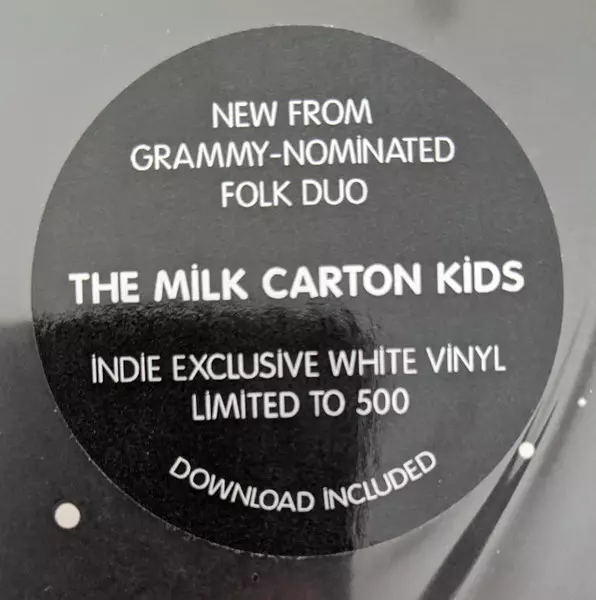 NEW FROM
GRAMMY-NOMiNATED
FOLK DUO
THE MiLK CARTON KiDS
iNDiE EXCLUSiVE WHiTE ViNYL
LiMiTED TO 500
DOWNLOAD iNCLUDED